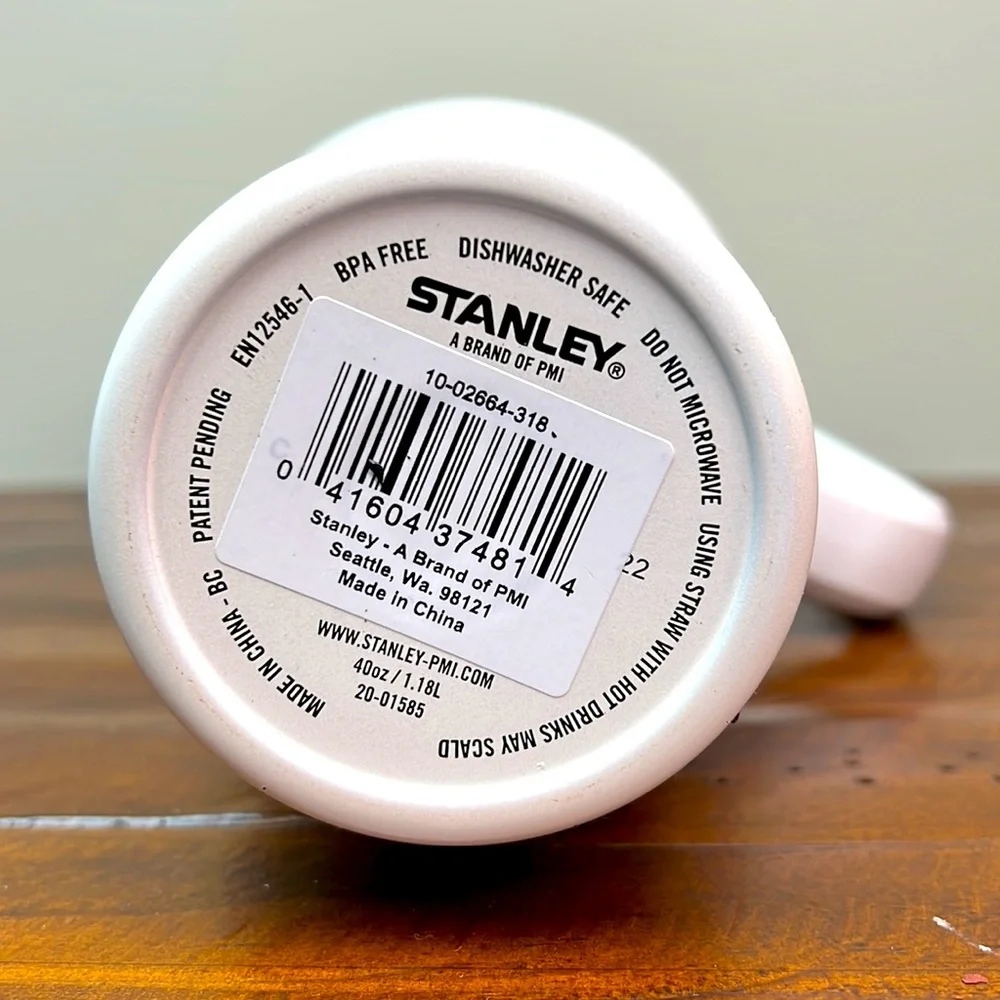 MADE IN CHINA - BC
PATENT PENDING
EN12546-1
BPA FREE
DISHWASHER SAFE
DO NOT MICROWAVE
USING STRAW WITH HOT DRINKS MAY SCALD
STANLEY®
A BRAND OF PMI
10-02664-318
0 41604 37481 4
Stanley - A Brand of PMI
Seattle, Wa. 98121
Made in China
22
WWW.STANLEY-PMI.COM
40oz / 1.18L
20-01585